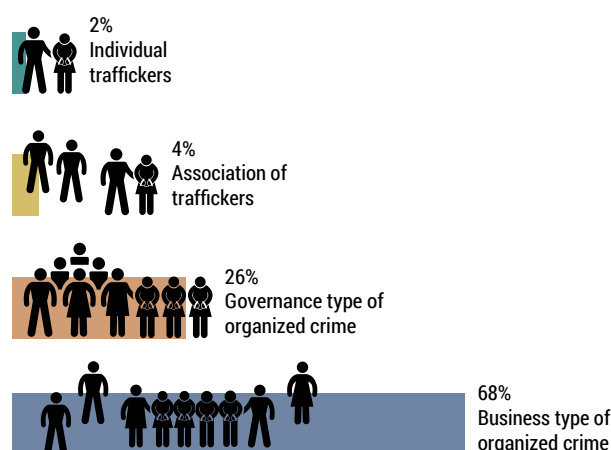 2%
Individual
traffickers
4%
Association of
traffickers
26%
Governance type of
organized crime
68%
Business type of
organized crime